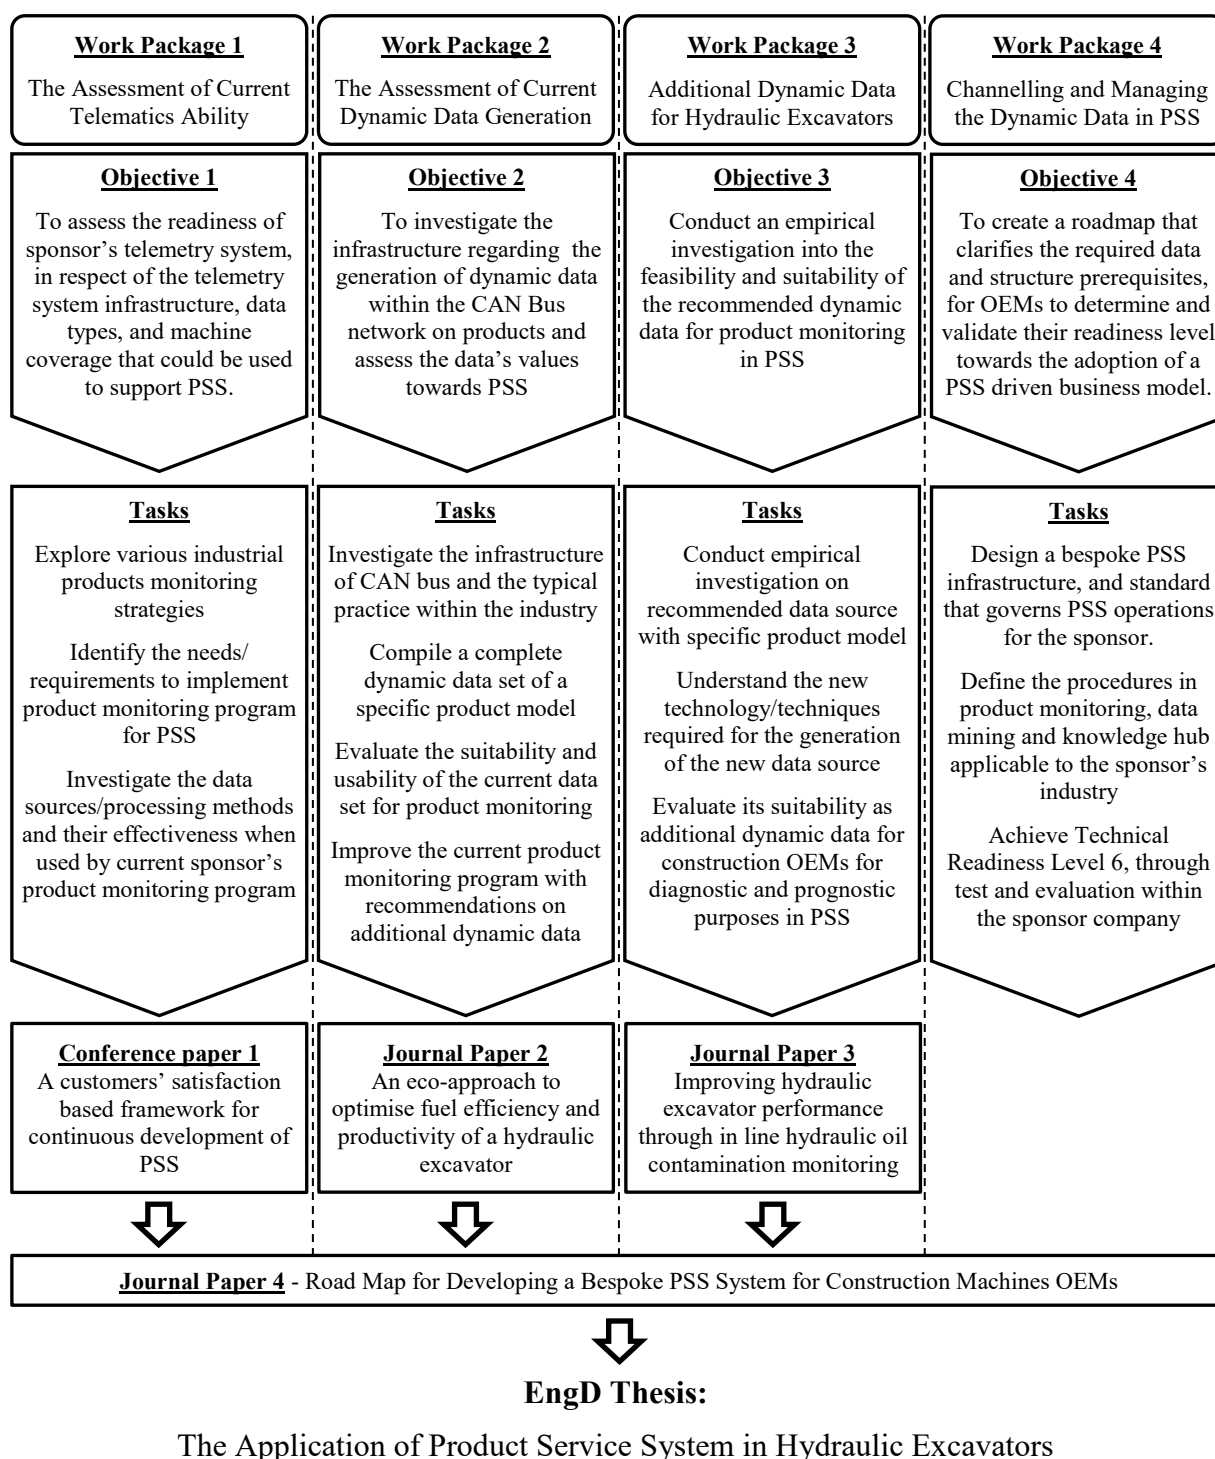 Work Package 1
The Assessment of Current
Telematics Ability
Work Package 2
The Assessment of Current
Dynamic Data Generation
Work Package 3
Additional Dynamic Data
for Hydraulic Excavators
Work Package 4
Channelling and Managing
the Dynamic Data in PSS
Objective 1
To assess the readiness of
sponsor's telemetry system,
in respect of the telemetry
system infrastructure, data
types, and machine
coverage that could be used
to support PSS.
Objective 2
To investigate the
infrastructure regarding the
generation of dynamic data
within the CAN Bus
network on products and
assess the data's values
towards PSS
Objective 3
Conduct an empirical
investigation into the
feasibility and suitability of
the recommended dynamic
data for product monitoring
in PSS
Objective 4
To create a roadmap that
clarifies the required data
and structure prerequisites,
for OEMs to determine and
validate their readiness level
towards the adoption of a
PSS driven business model.
Tasks
Explore various industrial
products monitoring
strategies
Identify the needs/
requirements to implement
product monitoring program
for PSS
Investigate the data
sources/processing methods
and their effectiveness when
used by current sponsor's
product monitoring program
Tasks
Investigate the infrastructure
of CAN bus and the typical
practice within the industry
Compile a complete
dynamic data set of a
specific product model
Evaluate the suitability and
usability of the current data
set for product monitoring
Improve the current product
monitoring program with
recommendations on
additional dynamic data
Tasks
Conduct empirical
investigation on
recommended data source
with specific product model
Understand the new
technology/techniques
required for the generation
of the new data source
Evaluate its suitability as
additional dynamic data for
construction OEMs for
diagnostic and prognostic
purposes in PSS
Tasks
Design a bespoke PSS
infrastructure, and standard
that governs PSS operations
for the sponsor.
Define the procedures in
product monitoring, data
mining and knowledge hub
applicable to the sponsor's
industry
Achieve Technical
Readiness Level 6, through
test and evaluation within
the sponsor company
Conference paper 1
A customers' satisfaction
based framework for
continuous development of
PSS
Journal Paper 2
An eco-approach to
optimise fuel efficiency and
productivity of a hydraulic
excavator
Journal Paper 3
Improving hydraulic
excavator performance
through in line hydraulic oil
contamination monitoring
Journal Paper 4 - Road Map for Developing a Bespoke PSS System for Construction Machines OEMs
EngD Thesis:
The Application of Product Service System in Hydraulic Excavators